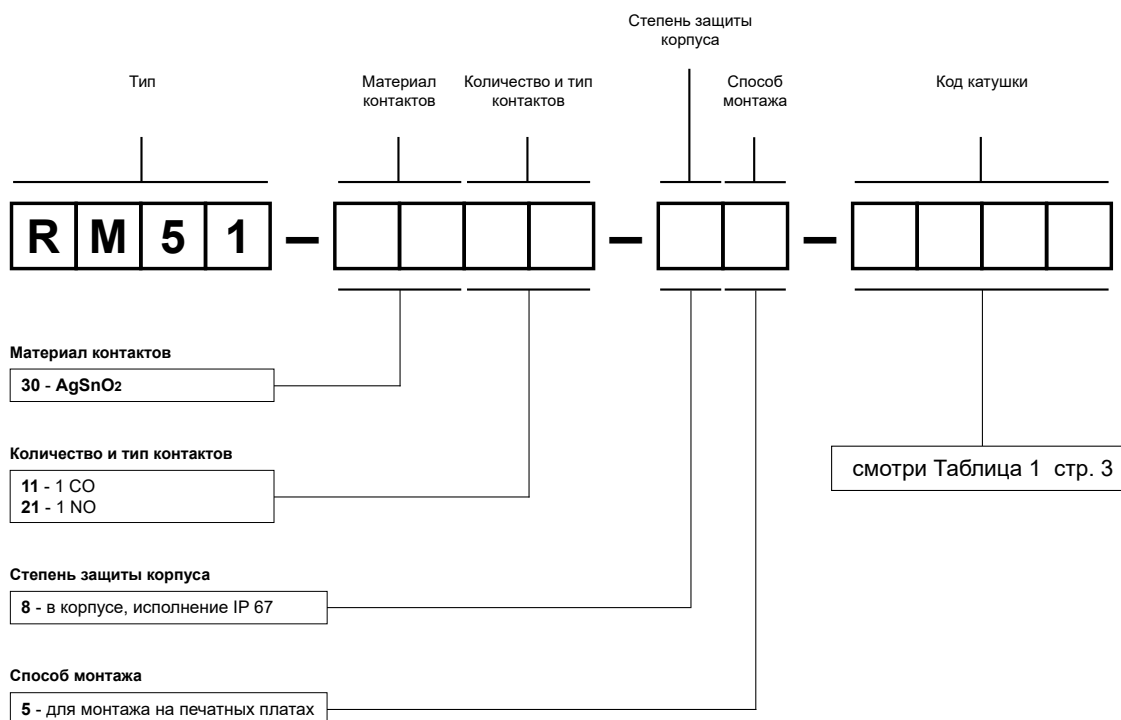 Степень защиты
корпуса
Тип
Материал
контактов
Количество и тип
контактов
Способ
монтажа
Код катушки
R M 5 1 – –  –
Материал контактов
30 - AgSnO2
Количество и тип контактов
11 - 1 CO
21 - 1 NO
смотри Таблица 1 стр. 3
Степень защиты корпуса
8 - в корпусе, исполнение IP 67
Способ монтажа
5 - для монтажа на печатных платах